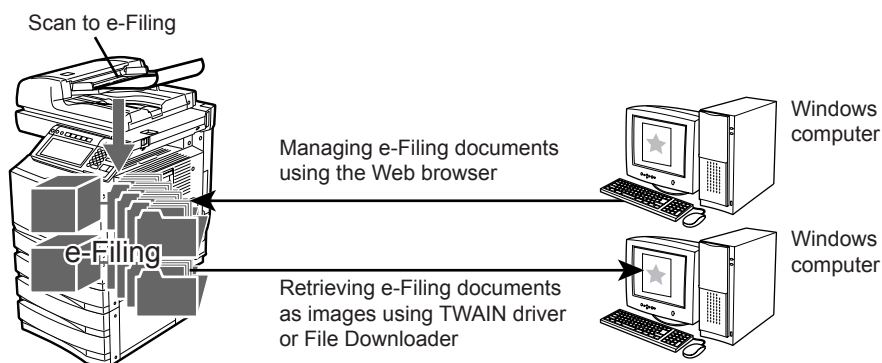 Scan to e-Filing
Windows
computer
Managing e-Filing documents
using the Web browser
e-Filing
Windows
computer
Retrieving e-Filing documents
as images using TWAIN driver
or File Downloader